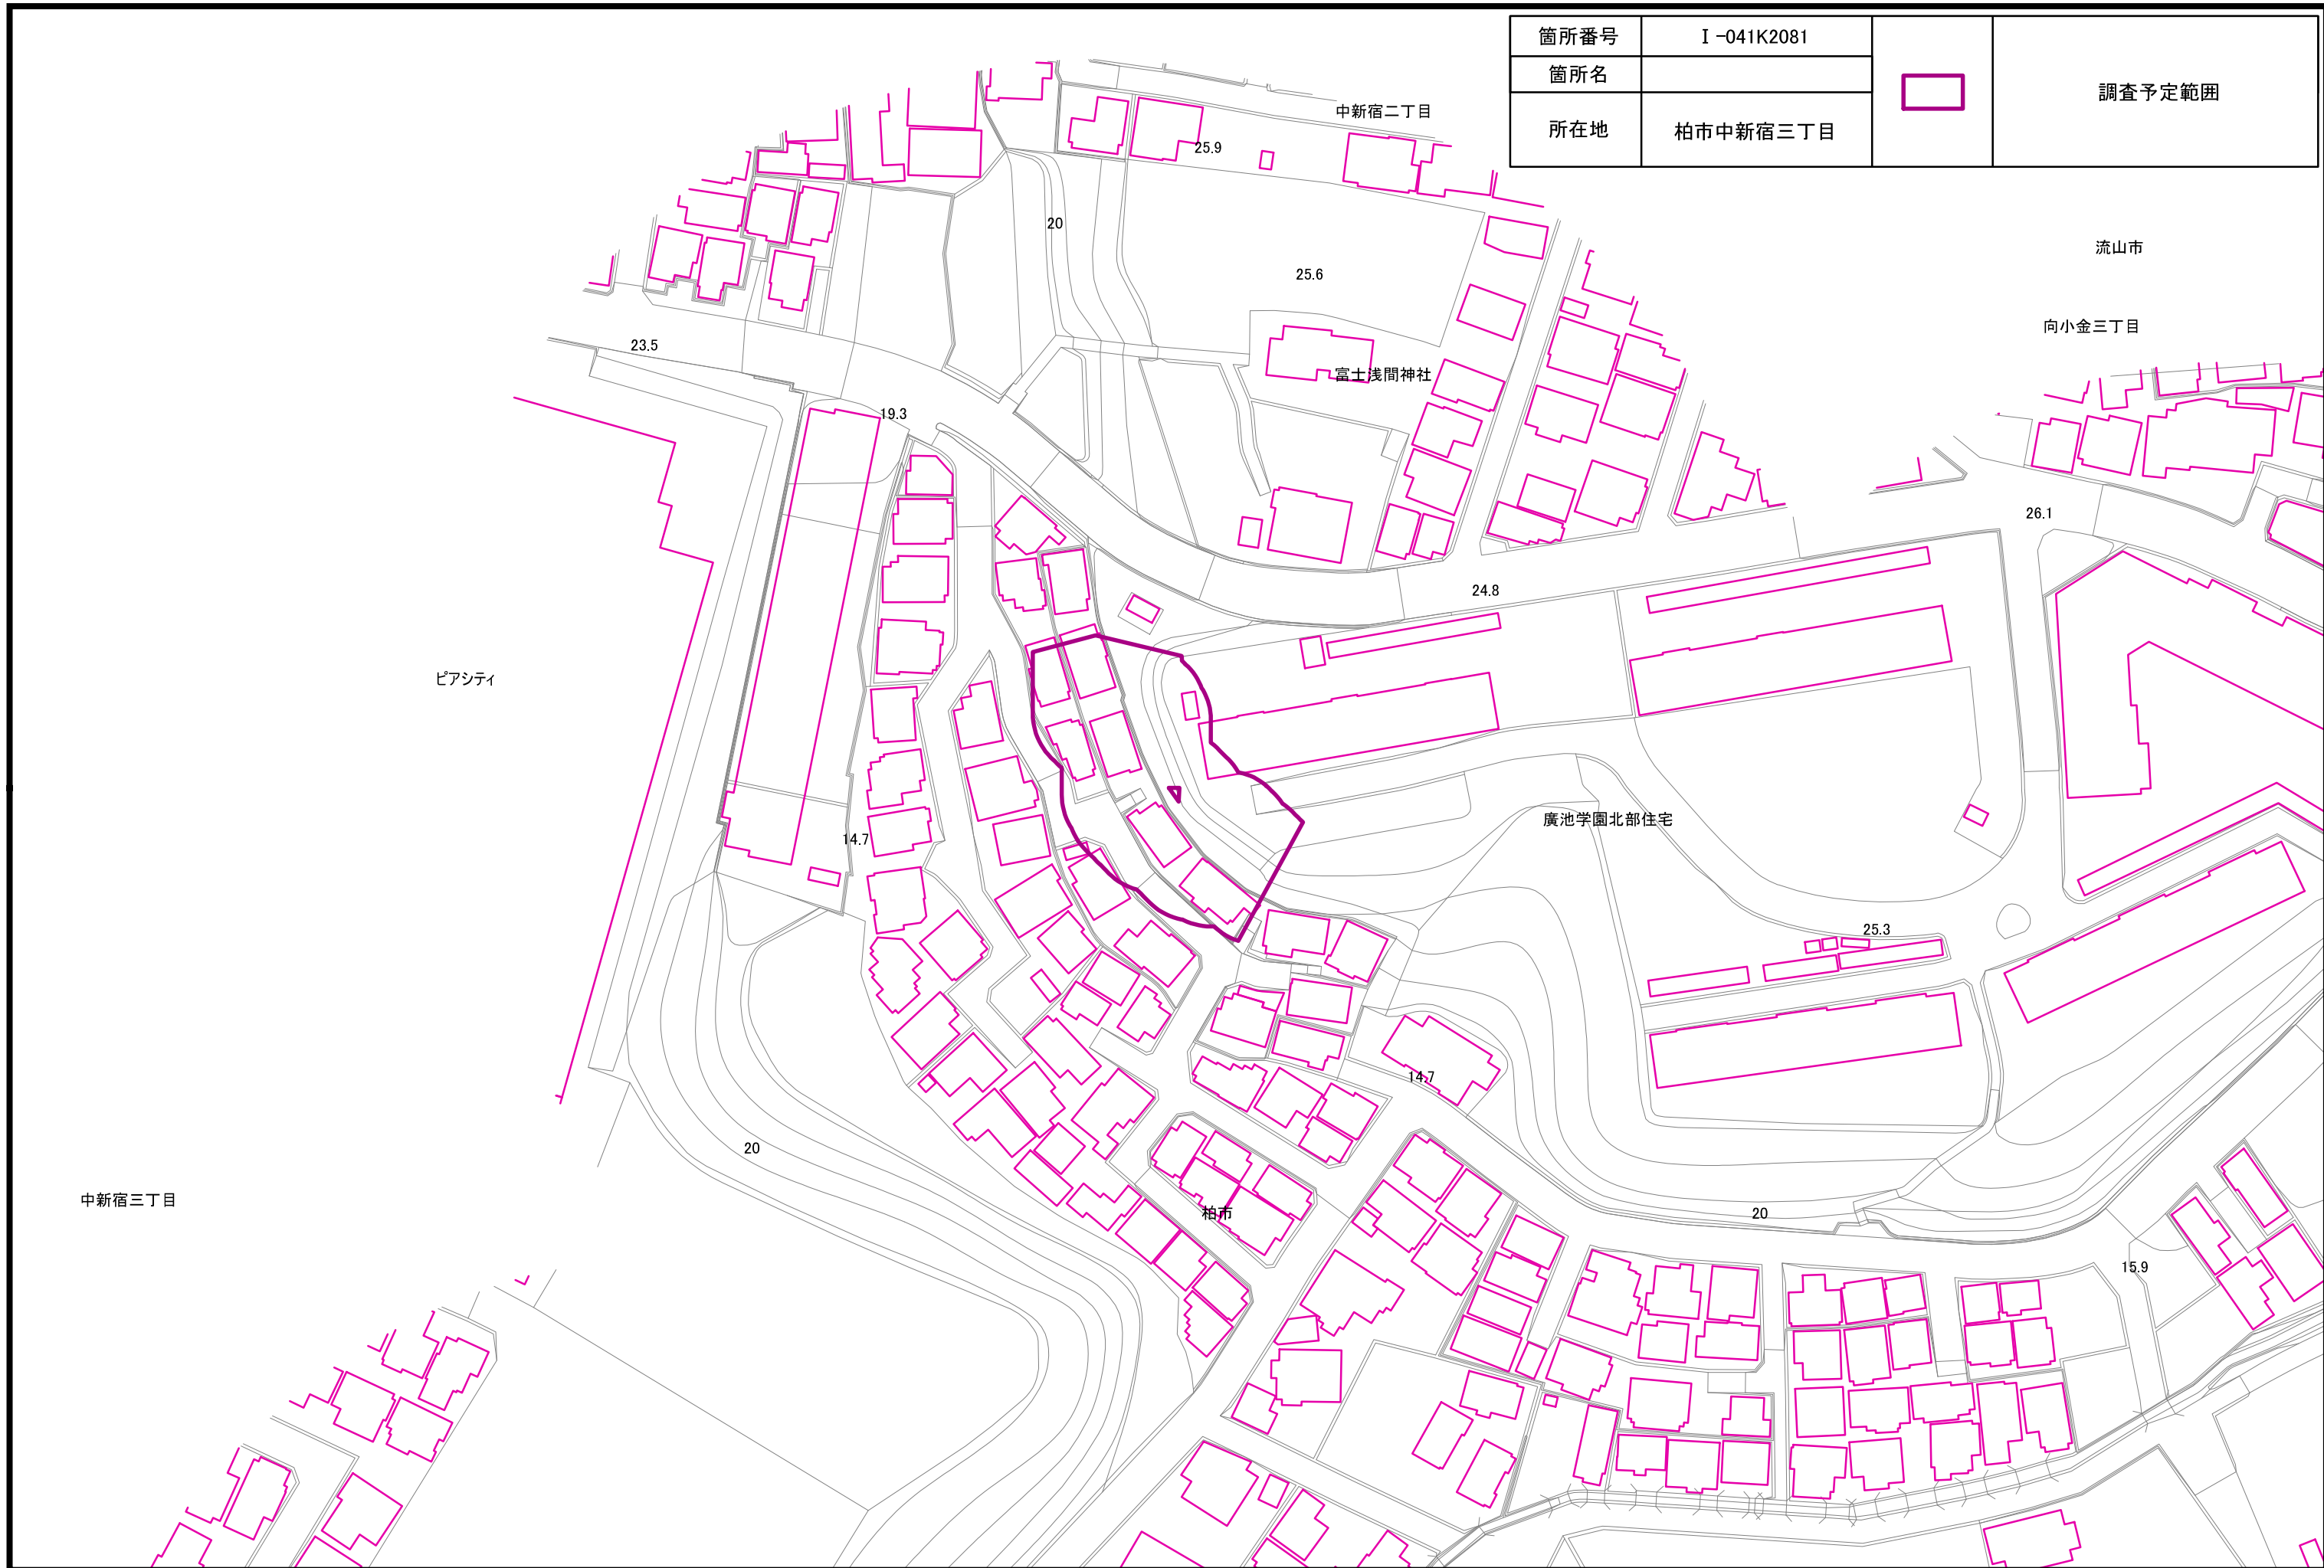 箇所番号 Ⅰ-041K2081
箇所名
所在地 柏市中新宿三丁目
調査予定範囲
中新宿二丁目
25.9
20
流山市
25.6
向小金三丁目
23.5
富士浅間神社
19.3
26.1
24.8
ピアシティ
廣池学園北部住宅
14.7
25.3
14.7
20
中新宿三丁目
柏市
20
15.9